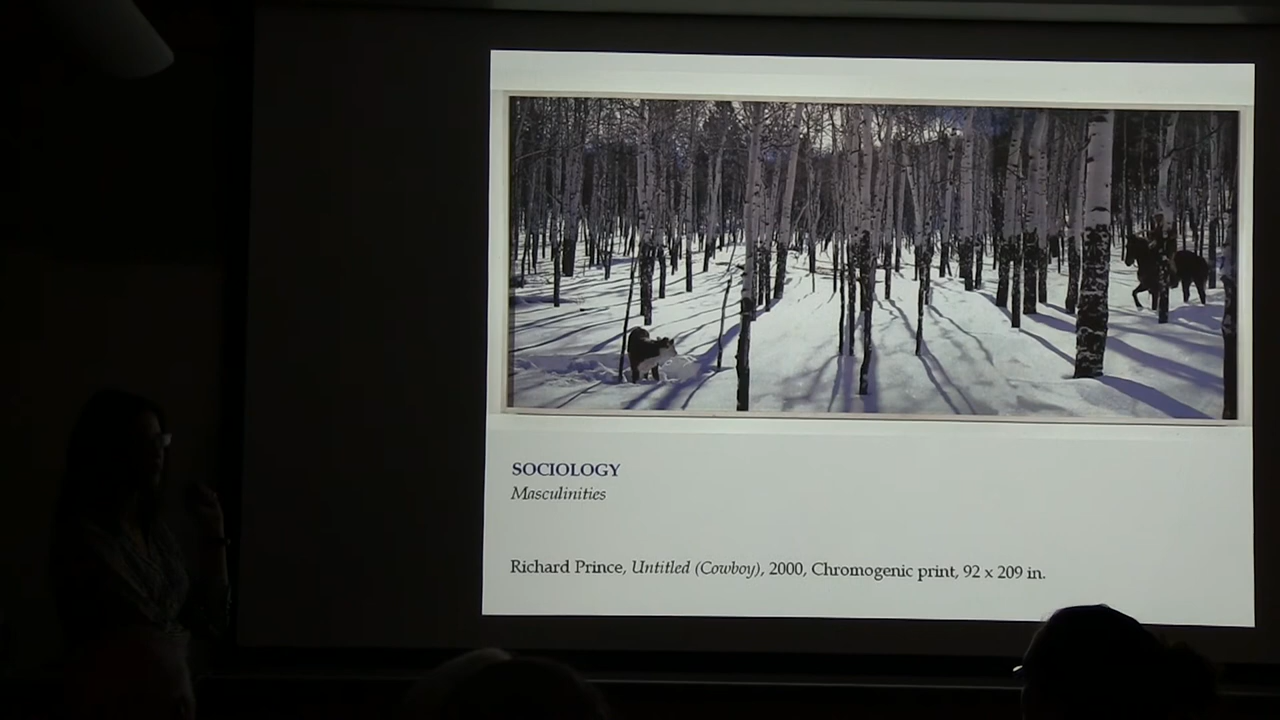 SOCIOLOGY
Masculinities
Richard Prince, Untitled (Cowboy), 2000, Chromogenic print, 92 x 209 in.